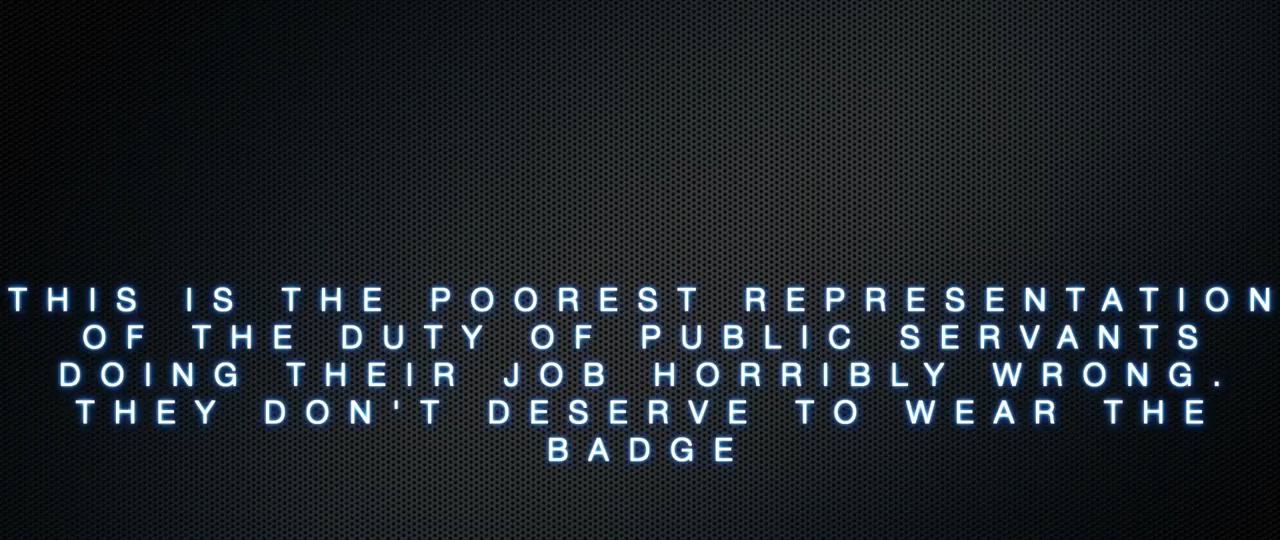 THIS IS THE POOREST REPRESENTATION
OF THE DUTY OF PUBLIC SERVANTS
DOING THEIR JOB HORRIBLY WRONG.
THEY DON'T DESERVE TO WEAR THE
BADGE